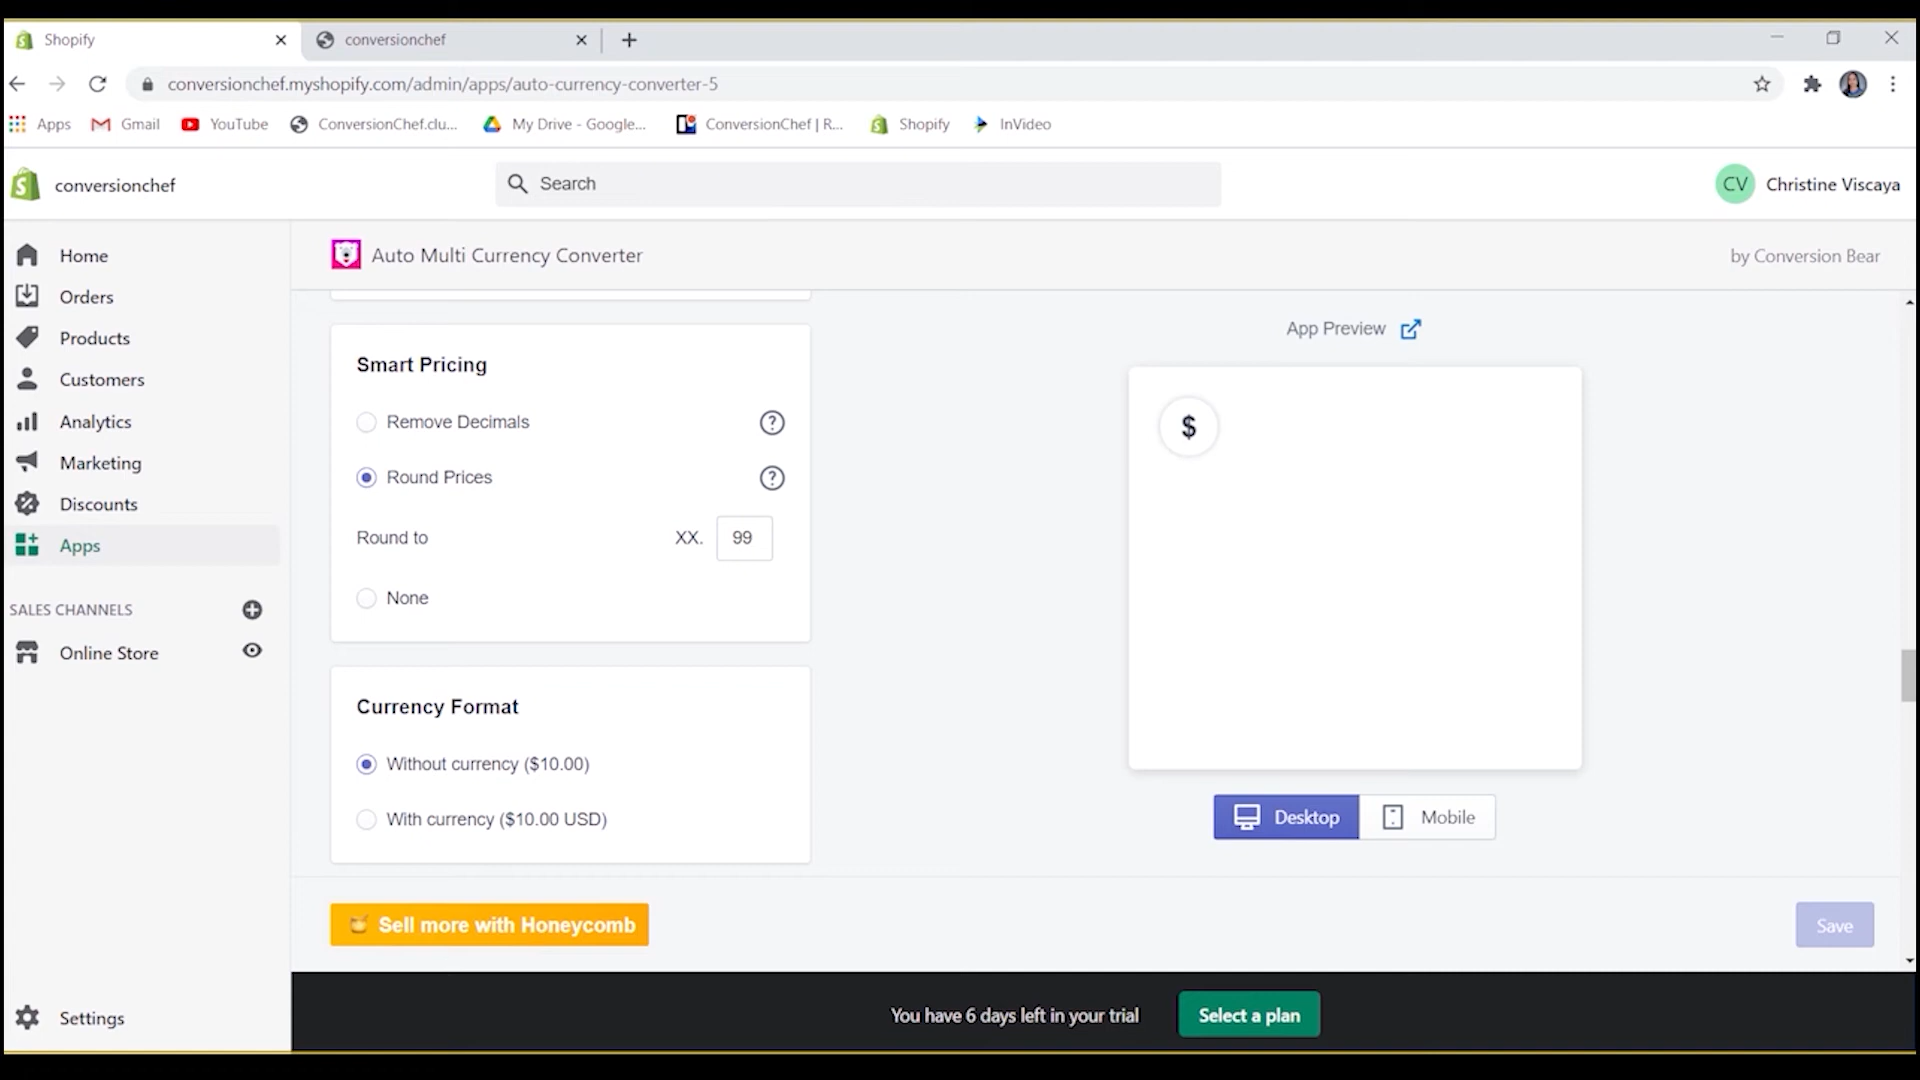 Shopify
conversionchef
conversionchef.myshopify.com/admin/apps/auto-currency-converter-5
Apps
Gmail
YouTube
ConversionChef.clu...
My Drive - Google...
ConversionChef | R...
Shopify
InVideo
conversionchef
Search
CV
Christine Viscaya
Home
Orders
Products
Customers
Analytics
Marketing
Discounts
Apps
SALES CHANNELS
Online Store
Settings
Auto Multi Currency Converter
by Conversion Bear
Smart Pricing
Remove Decimals
?
Round Prices
?
Round to XX. 99
None
Currency Format
Without currency ($10.00)
With currency ($10.00 USD)
App Preview
$
Desktop
Mobile
Sell more with Honeycomb
Save
You have 6 days left in your trial
Select a plan